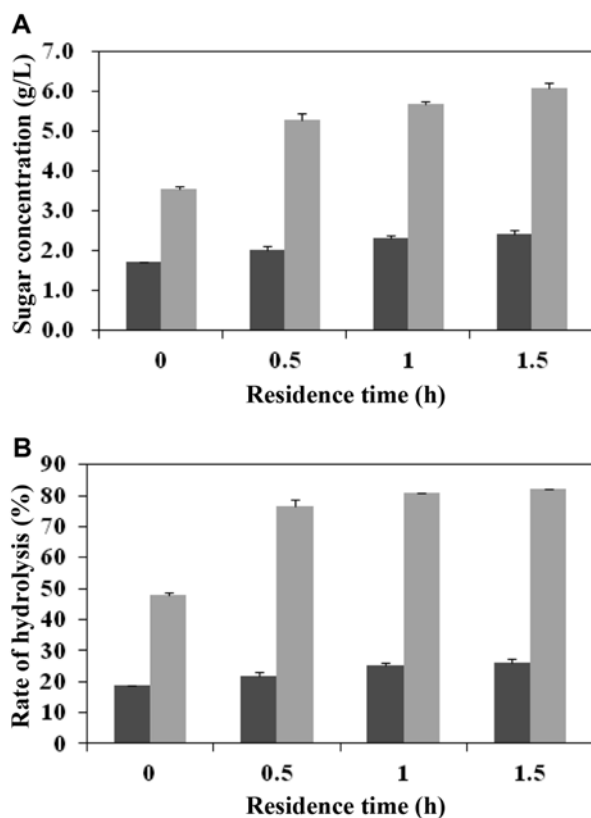 A
Sugar concentration (g/L)
7.0
6.0
5.0
4.0
3.0
2.0
1.0
0.0
0 0.5 1 1.5
Residence time (h)
B
Rate of hydrolysis (%)
90
80
70
60
50
40
30
20
10
0
0 0.5 1 1.5
Residence time (h)